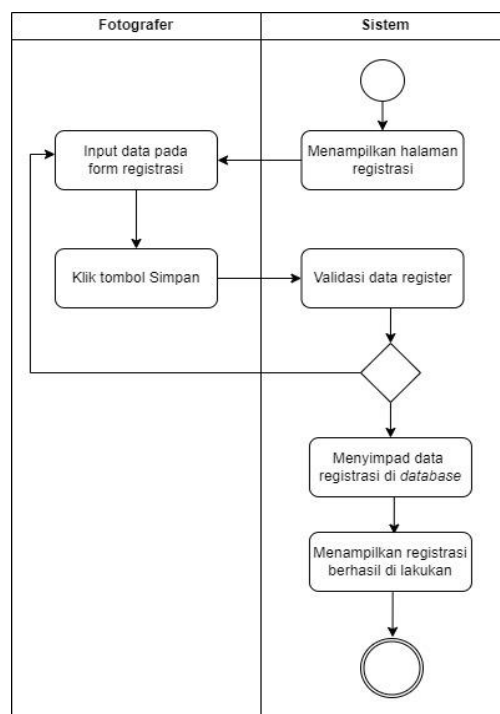 Fotografer
Sistem
Menampilkan halaman
registrasi
Input data pada
form registrasi
Klik tombol Simpan
Validasi data register
Menyimpad data
registrasi di database
Menampilkan registrasi
berhasil di lakukan